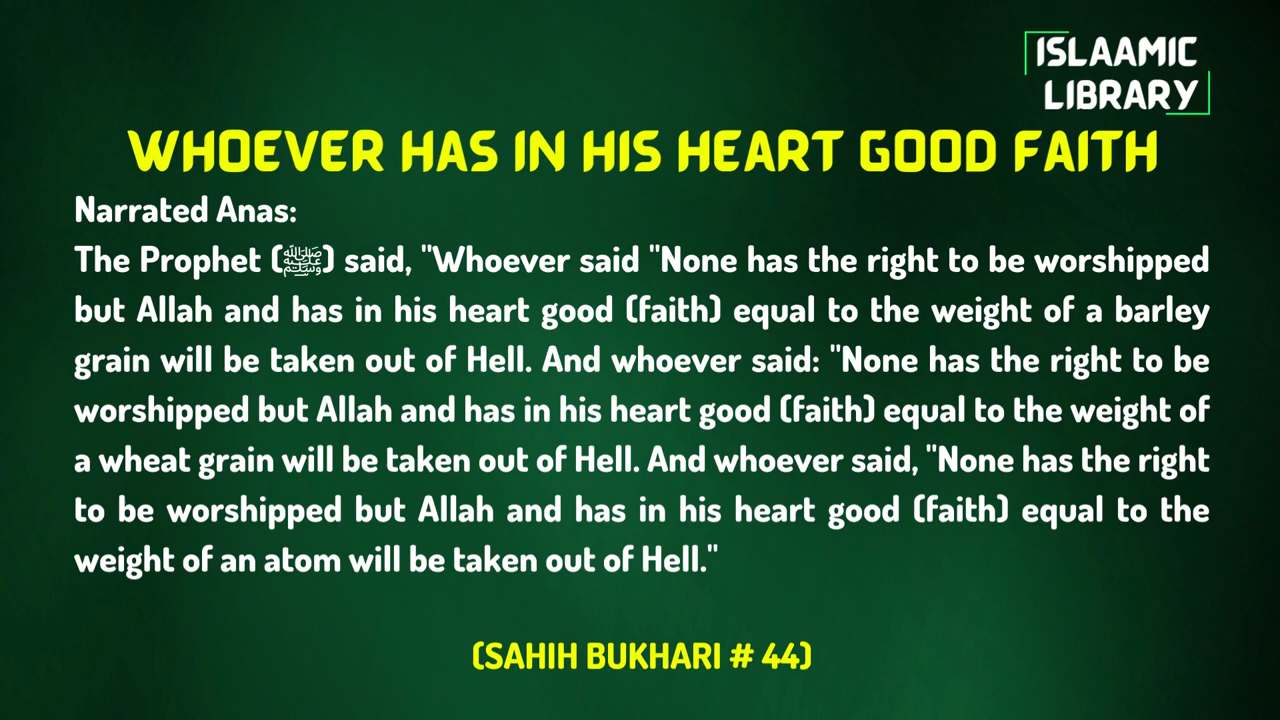 ISLAAMIC
LIBRARY
WHOEVER HAS IN HIS HEART GOOD FAITH
Narrated Anas:
The Prophet (ﷺ) said, "Whoever said "None has the right to be worshipped
but Allah and has in his heart good (faith) equal to the weight of a barley
grain will be taken out of Hell. And whoever said: "None has the right to be
worshipped but Allah and has in his heart good (faith) equal to the weight of
a wheat grain will be taken out of Hell. And whoever said, "None has the right
to be worshipped but Allah and has in his heart good (faith) equal to the
weight of an atom will be taken out of Hell."
(SAHIH BUKHARI # 44)